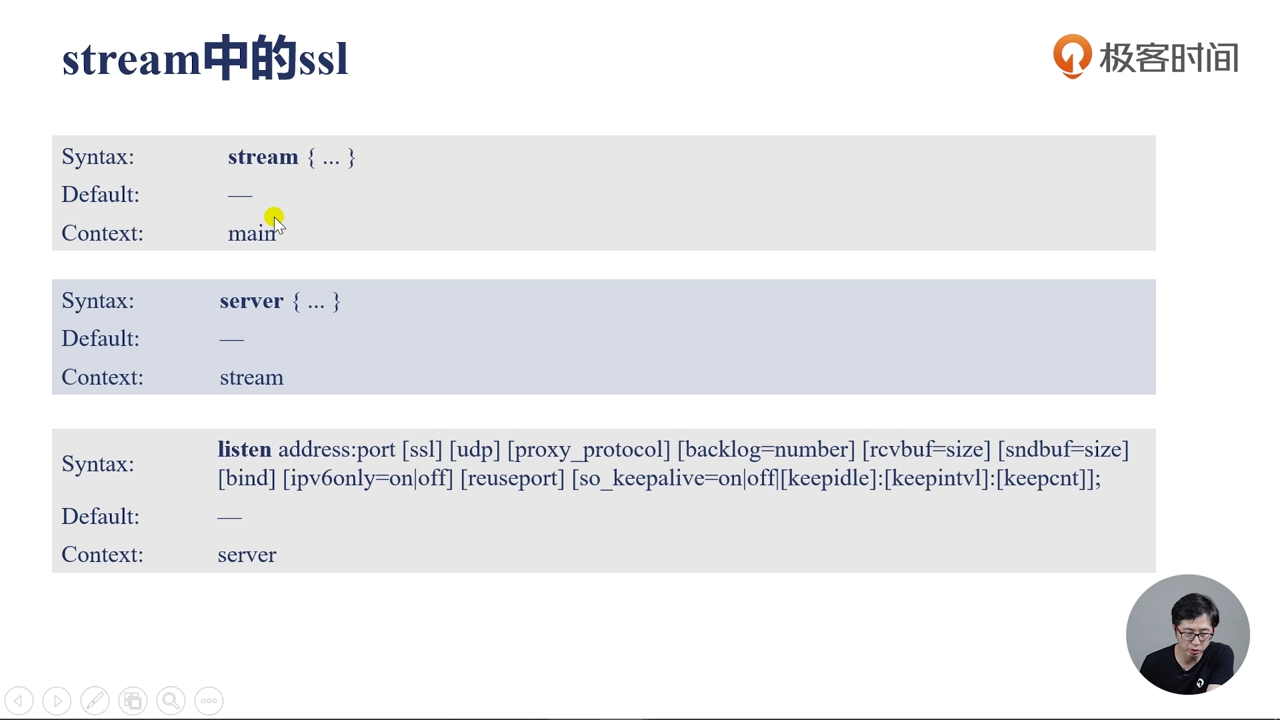 stream中的ssl
极客时间
Syntax: stream { ... }
Default: —
Context: main
Syntax: server { ... }
Default: —
Context: stream
Syntax: listen address:port [ssl] [udp] [proxy_protocol] [backlog=number] [rcvbuf=size] [sndbuf=size]
[bind] [ipv6only=on|off] [reuseport] [so_keepalive=on|off|[keepidle]:[keepintvl]:[keepcnt]];
Default: —
Context: server